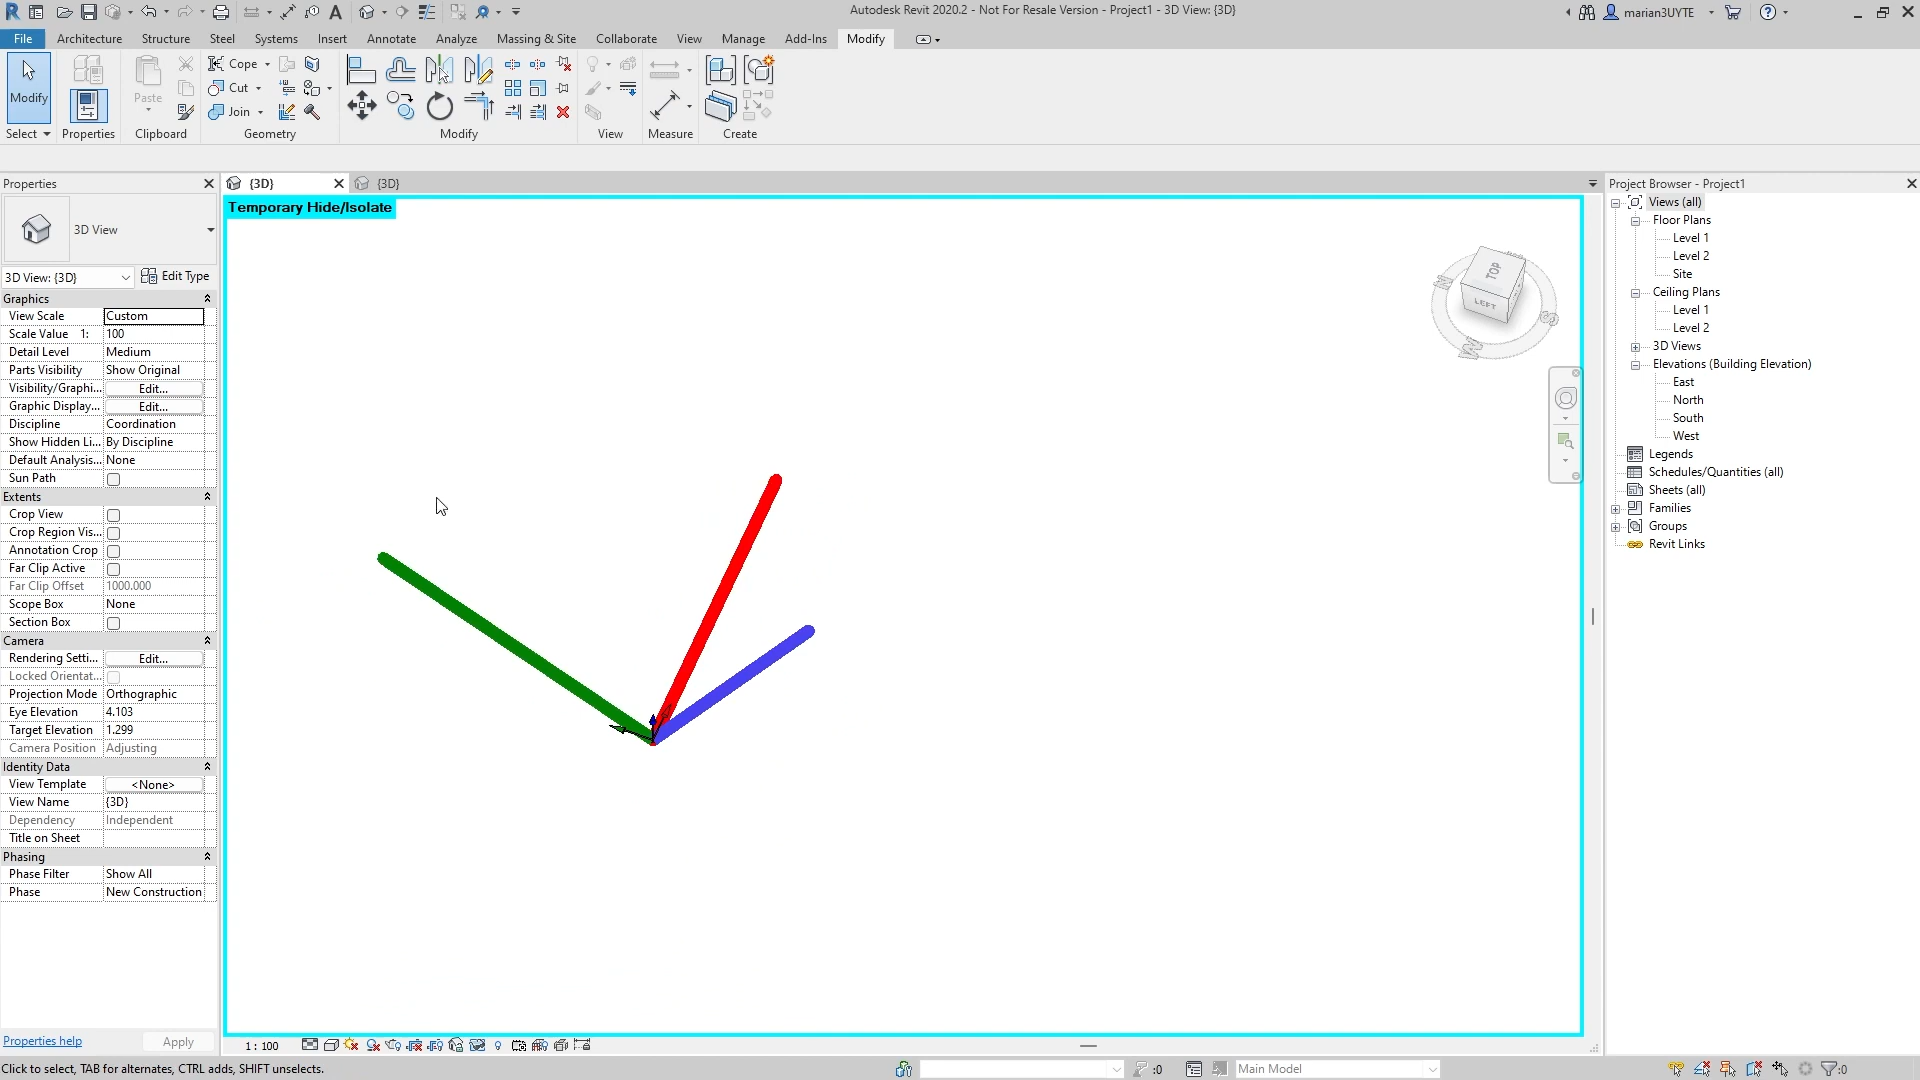 Autodesk Revit 2020.2 - Not For Resale Version - Project1 - 3D View: {3D}
marian3UYTE
File Architecture Structure Steel Systems Insert Annotate Analyze Massing & Site Collaborate View Manage Add-Ins Modify
Modify
Paste
Cope
Cut
Join
Select Properties Clipboard Geometry Modify View Measure Create
Properties
{3D}
{3D}
Project Browser - Project1
Temporary Hide/Isolate
3D View
3D View: {3D}
Edit Type
Graphics
View Scale Custom
Scale Value 1: 100
Detail Level Medium
Parts Visibility Show Original
Visibility/Graphi... Edit...
Graphic Display... Edit...
Discipline Coordination
Show Hidden Li... By Discipline
Default Analysis... None
Sun Path
Extents
Crop View
Crop Region Vis...
Annotation Crop
Far Clip Active
Far Clip Offset 1000.000
Scope Box None
Section Box
Camera
Rendering Setti... Edit...
Locked Orientat...
Projection Mode Orthographic
Eye Elevation 4.103
Target Elevation 1.299
Camera Position Adjusting
Identity Data
View Template <None>
View Name {3D}
Dependency Independent
Title on Sheet
Phasing
Phase Filter Show All
Phase New Construction
Properties help
Apply
TOP
LEFT
S
W
Views (all)
Floor Plans
Level 1
Level 2
Site
Ceiling Plans
Level 1
Level 2
3D Views
Elevations (Building Elevation)
East
North
South
West
Legends
Schedules/Quantities (all)
Sheets (all)
Families
Groups
Revit Links
1 : 100
Click to select, TAB for alternates, CTRL adds, SHIFT unselects.
:0
Main Model
:0